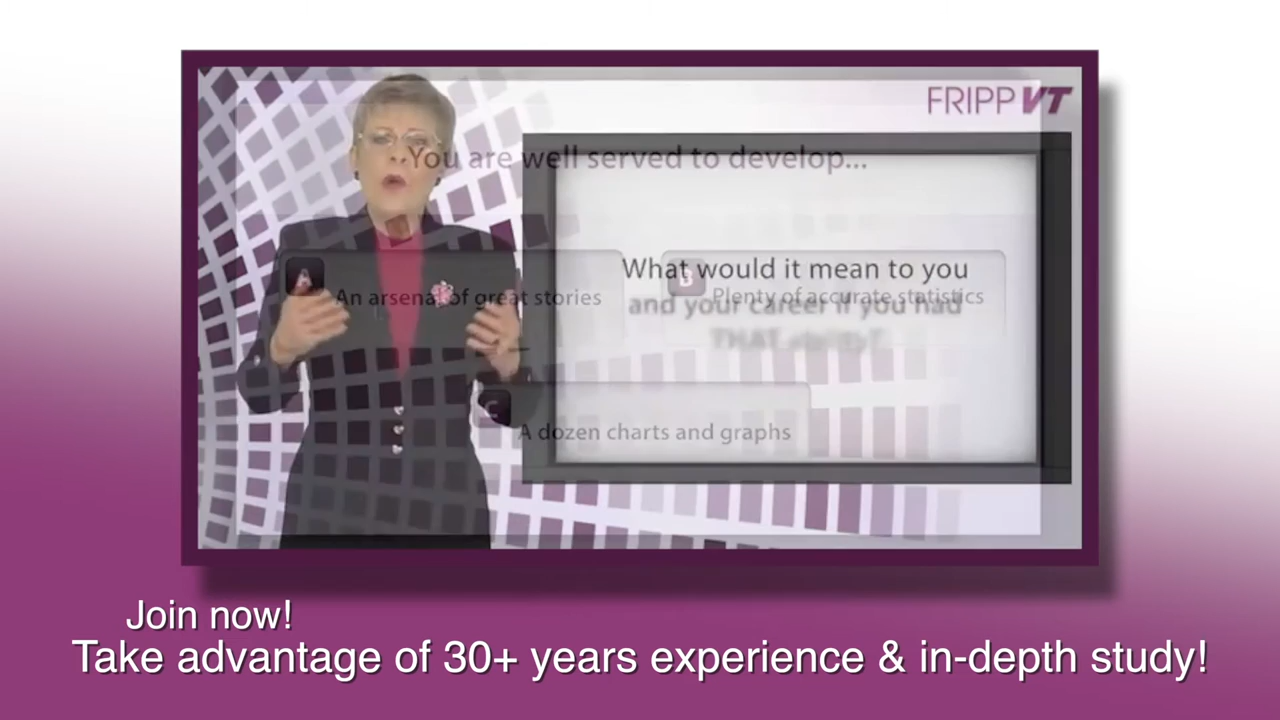 FRIPP VT
You are well served to develop...
What would it mean to you
and your career if you had
THAT ability?
A
An arsenal of great stories
B
Plenty of accurate statistics
C
A dozen charts and graphs
Join now!
Take advantage of 30+ years experience & in-depth study!